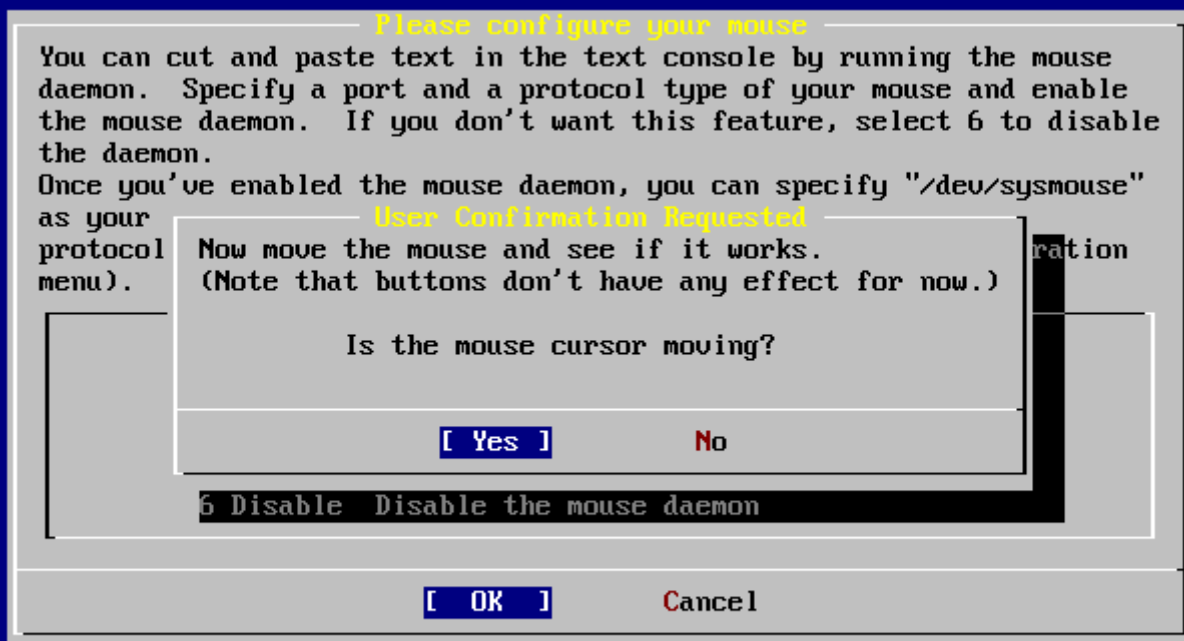 Please configure your mouse
You can cut and paste text in the text console by running the mouse
daemon.  Specify a port and a protocol type of your mouse and enable
the mouse daemon.  If you don't want this feature, select 6 to disable
the daemon.
Once you've enabled the mouse daemon, you can specify "/dev/sysmouse"
as your
protocol ration
menu).
User Confirmation Requested
Now move the mouse and see if it works.
(Note that buttons don't have any effect for now.)
Is the mouse cursor moving?
[ Yes ] No
6 Disable  Disable the mouse daemon
[ OK ] Cancel